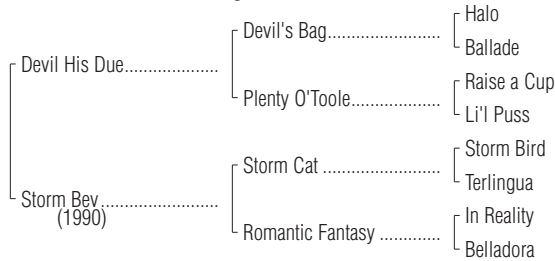 Halo
Devil's Bag....................
Ballade
Devil His Due.................
Raise a Cup
Plenty O'Toole................
Li'l Puss
Storm Bird
Storm Cat .....................
Terlingua
Storm Bev.....................
(1990)
In Reality
Romantic Fantasy ...........
Belladora